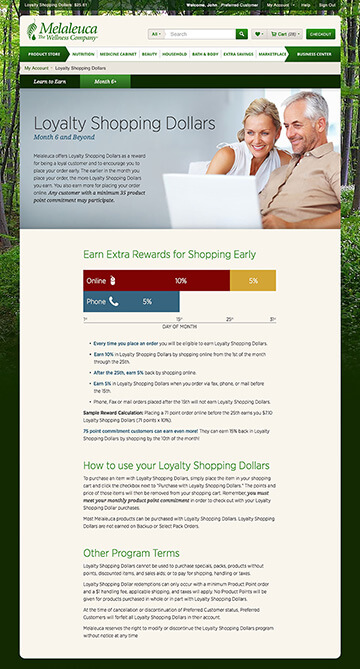 Loyalty Shopping Dollars: $25.81 Welcome, John. Preferred Customer My Account Help Sign Out
Melaleuca
The Wellness Company
All Search Cart (28) CHECKOUT
PRODUCT STORE NUTRITION MEDICINE CABINET BEAUTY HOUSEHOLD BATH & BODY EXTRA SAVINGS MARKETPLACE BUSINESS CENTER
My Account Loyalty Shopping Dollars
Learn to Earn Month 6+
Loyalty Shopping Dollars
Month 6 and Beyond
Melaleuca offers Loyalty Shopping Dollars as a reward
for being a loyal customer and to encourage you to
place your order early. The earlier in the month you
place your order, the more Loyalty Shopping Dollars
you earn. You also earn more for placing your order
online. Any customer with a minimum 35 product
point commitment may participate.
Earn Extra Rewards for Shopping Early
Online 10% 5%
Phone 5%
1st 15th 25th 31st
DAY OF MONTH
• Every time you place an order you will be eligible to earn Loyalty Shopping Dollars.
• Earn 10% in Loyalty Shopping Dollars by shopping online from the 1st of the month
through the 25th.
• After the 25th, earn 5% back by shopping online.
• Earn 5% in Loyalty Shopping Dollars when you order via fax, phone, or mail before
the 15th.
• Phone, Fax or mail orders placed after the 15th will not earn Loyalty Shopping Dollars.
Sample Reward Calculation: Placing a 71 point order online before the 25th earns you $7.10
Loyalty Shopping Dollars (71 points x 10%).
75 point commitment customers can earn even more! They can earn 15% back in Loyalty
Shopping Dollars by shopping by the 10th of the month!
How to use your Loyalty Shopping Dollars
To purchase an item with Loyalty Shopping Dollars, simply place the item in your shopping
cart and click the checkbox next to "Purchase with Loyalty Shopping Dollars." The points and
price of those items will then be removed from your shopping cart. Remember, you must
meet your monthly product point commitment in order to check out with your Loyalty
Shopping Dollar purchases.
Most Melaleuca products can be purchased with Loyalty Shopping Dollars. Loyalty Shopping
Dollars are not earned on Backup or Select Pack Orders.
Other Program Terms
Loyalty Shopping Dollars cannot be used to purchase specials, packs, products without
points, discounted items, and sales aids; or to pay for shipping, handling or taxes.
Loyalty Shopping Dollar redemptions can only occur with a minimum Product Point order
and a $1 handling fee, applicable shipping, and taxes will apply. No Product Points will be
given for products purchased in whole or in part with Loyalty Shopping Dollars.
At the time of cancellation or discontinuation of Preferred Customer status, Preferred
Customers will forfeit all Loyalty Shopping Dollars in their account.
Melaleuca reserves the right to modify or discontinue the Loyalty Shopping Dollars program
without notice at any time